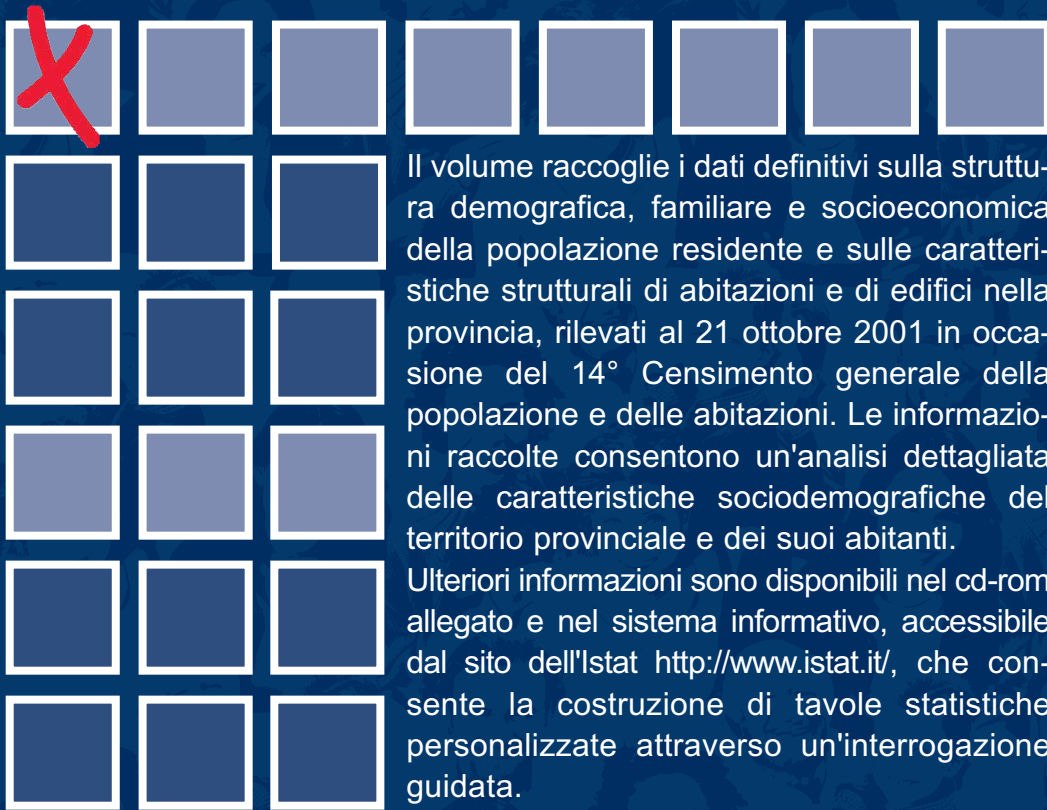 Il volume raccoglie i dati definitivi sulla struttu-
ra demografica, familiare e socioeconomica
della popolazione residente e sulle caratteri-
stiche strutturali di abitazioni e di edifici nella
provincia, rilevati al 21 ottobre 2001 in occa-
sione del 14° Censimento generale della
popolazione e delle abitazioni. Le informazio-
ni raccolte consentono un'analisi dettagliata
delle caratteristiche sociodemografiche del
territorio provinciale e dei suoi abitanti.
Ulteriori informazioni sono disponibili nel cd-rom
allegato e nel sistema informativo, accessibile
dal sito dell'Istat http://www.istat.it/, che con-
sente la costruzione di tavole statistiche
personalizzate attraverso un'interrogazione
guidata.